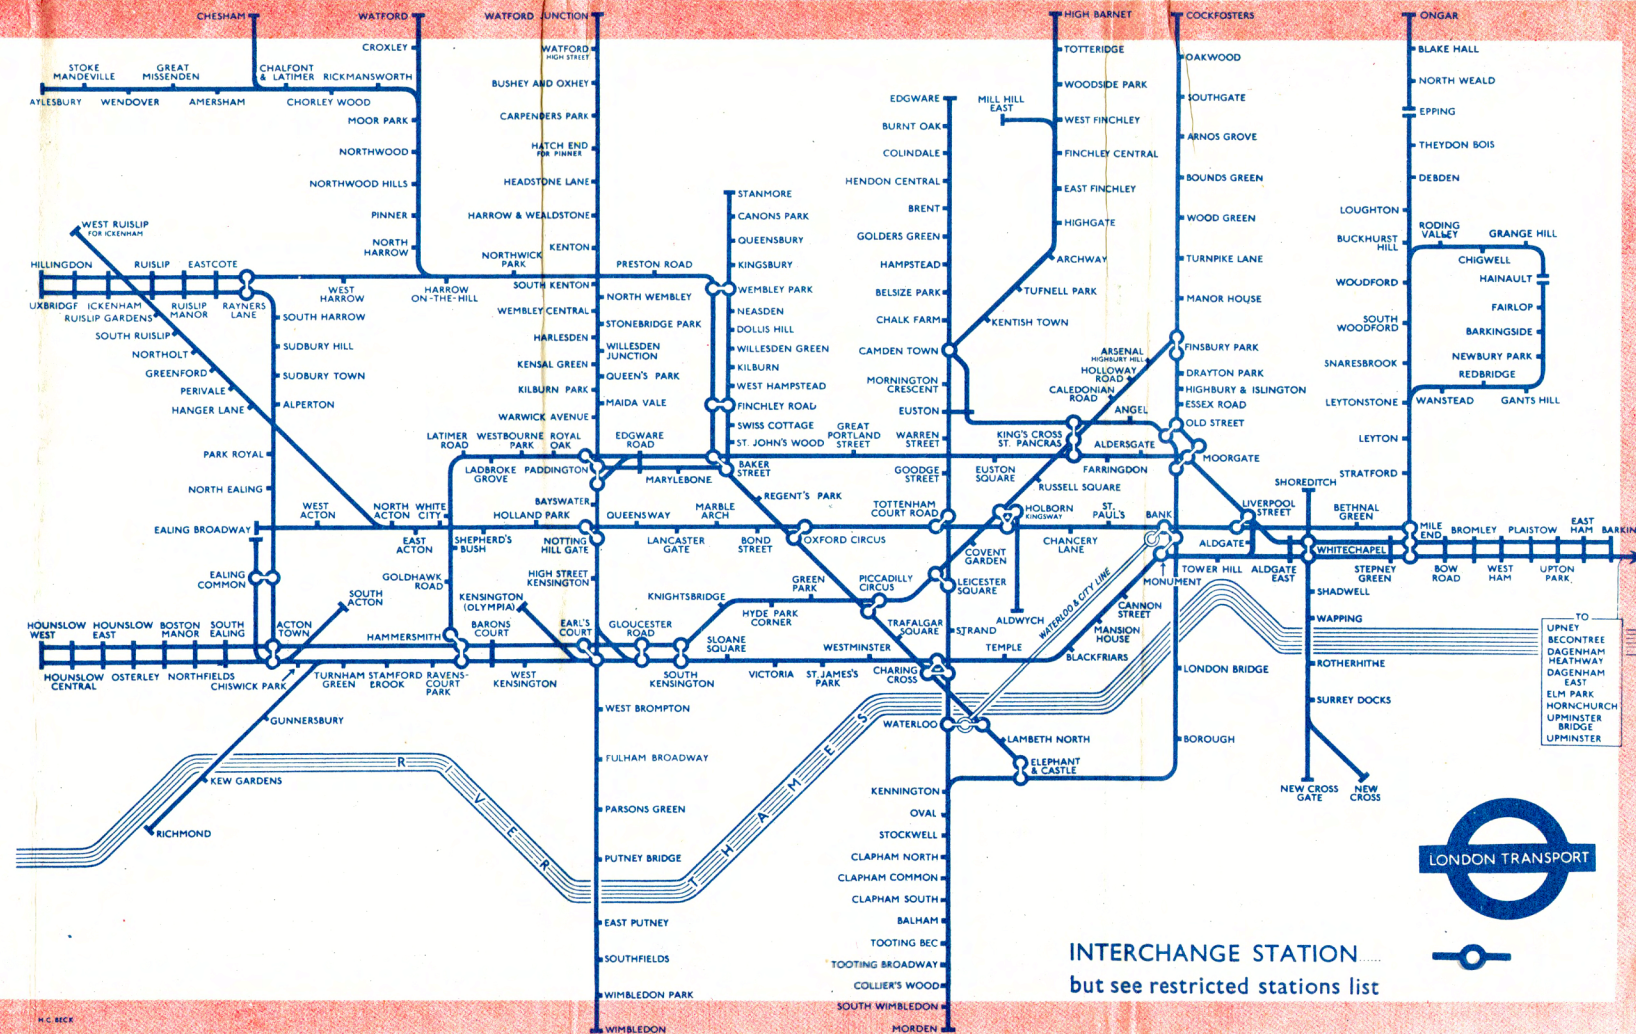 CHESHAM
WATFORD
WATFORD JUNCTION
HIGH BARNET
COCKFOSTERS
ONGAR
CROXLEY
WATFORD
HIGH STREET
TOTTERIDGE
OAKWOOD
BLAKE HALL
STOKE
MANDEVILLE
GREAT
MISSENDEN
CHALFONT
& LATIMER
RICKMANSWORTH
BUSHEY AND OXHEY
WOODSIDE PARK
NORTH WEALD
AYLESBURY
WENDOVER
AMERSHAM
CHORLEY WOOD
EDGWARE
MILL HILL
EAST
SOUTHGATE
EPPING
MOOR PARK
CARPENDERS PARK
BURNT OAK
WEST FINCHLEY
ARNOS GROVE
NORTHWOOD
HATCH END
FOR PINNER
COLINDALE
FINCHLEY CENTRAL
THEYDON BOIS
NORTHWOOD HILLS
HEADSTONE LANE
HENDON CENTRAL
EAST FINCHLEY
BOUNDS GREEN
DEBDEN
STANMORE
PINNER
HARROW & WEALDSTONE
CANONS PARK
BRENT
HIGHGATE
WOOD GREEN
LOUGHTON
WEST RUISLIP
FOR ICKENHAM
NORTH
HARROW
KENTON
QUEENSBURY
GOLDERS GREEN
BUCKHURST
HILL
RODING
VALLEY
GRANGE HILL
CHIGWELL
HILLINGDON
RUISLIP
EASTCOTE
NORTHWICK
PARK
PRESTON ROAD
KINGSBURY
HAMPSTEAD
ARCHWAY
TURNPIKE LANE
WOODFORD
HAINAULT
UXBRIDGE
ICKENHAM
RUISLIP
MANOR
RAYNERS
LANE
WEST
HARROW
HARROW
ON-THE-HILL
SOUTH KENTON
NORTH WEMBLEY
WEMBLEY PARK
BELSIZE PARK
TUFNELL PARK
MANOR HOUSE
FAIRLOP
RUISLIP GARDENS
SOUTH HARROW
WEMBLEY CENTRAL
STONEBRIDGE PARK
NEASDEN
CHALK FARM
KENTISH TOWN
SOUTH
WOODFORD
BARKINGSIDE
SOUTH RUISLIP
SUDBURY HILL
HARLESDEN
WILLESDEN
JUNCTION
DOLLIS HILL
WILLESDEN GREEN
CAMDEN TOWN
ARSENAL
HIGHBURY HILL
FINSBURY PARK
NORTHOLT
KENSAL GREEN
KILBURN
HOLLOWAY
ROAD
DRAYTON PARK
SNARESBROOK
NEWBURY PARK
GREENFORD
SUDBURY TOWN
QUEEN'S PARK
WEST HAMPSTEAD
MORNINGTON
CRESCENT
CALEDONIAN
ROAD
HIGHBURY & ISLINGTON
REDBRIDGE
PERIVALE
KILBURN PARK
MAIDA VALE
FINCHLEY ROAD
EUSTON
ANGEL
ESSEX ROAD
LEYTONSTONE
WANSTEAD
GANTS HILL
HANGER LANE
ALPERTON
WARWICK AVENUE
SWISS COTTAGE
OLD STREET
LATIMER
ROAD
WESTBOURNE
PARK
ROYAL
OAK
EDGWARE
ROAD
ST. JOHN'S WOOD
GREAT
PORTLAND
STREET
WARREN
STREET
KING'S CROSS
ST. PANCRAS
ALDERSGATE
MOORGATE
LEYTON
PARK ROYAL
LADBROKE
GROVE
PADDINGTON
MARYLEBONE
BAKER
STREET
GOODGE
STREET
EUSTON
SQUARE
FARRINGDON
STRATFORD
NORTH EALING
RUSSELL SQUARE
SHOREDITCH
WEST
ACTON
NORTH
ACTON
WHITE
CITY
BAYSWATER
REGENT'S PARK
EALING BROADWAY
HOLLAND PARK
QUEENSWAY
MARBLE
ARCH
TOTTENHAM
COURT ROAD
HOLBORN
KINGSWAY
ST.
PAUL'S
BANK
LIVERPOOL
STREET
BETHNAL
GREEN
MILE
END
BROMLEY
PLAISTOW
EAST
HAM
BARKIN
EAST
ACTON
SHEPHERD'S
BUSH
NOTTING
HILL GATE
LANCASTER
GATE
BOND
STREET
OXFORD CIRCUS
CHANCERY
LANE
ALDGATE
WHITECHAPEL
COVENT
GARDEN
EALING
COMMON
GOLDHAWK
ROAD
HIGH STREET
KENSINGTON
GREEN
PARK
PICCADILLY
CIRCUS
LEICESTER
SQUARE
WATERLOO & CITY LINE
MONUMENT
TOWER HILL
ALDGATE
EAST
STEPNEY
GREEN
BOW
ROAD
WEST
HAM
UPTON
PARK
SOUTH
ACTON
KENSINGTON
(OLYMPIA)
KNIGHTSBRIDGE
HYDE PARK
CORNER
ALDWYCH
CANNON
STREET
SHADWELL
HOUNSLOW
WEST
HOUNSLOW
EAST
BOSTON
MANOR
SOUTH
EALING
ACTON
TOWN
HAMMERSMITH
BARONS
COURT
EARL'S
COURT
GLOUCESTER
ROAD
SLOANE
SQUARE
TRAFALGAR
SQUARE
STRAND
MANSION
HOUSE
WAPPING
WESTMINSTER
TEMPLE
BLACKFRIARS
HOUNSLOW
CENTRAL
OSTERLEY
NORTHFIELDS
CHISWICK PARK
TURNHAM
GREEN
STAMFORD
BROOK
RAVENS-
COURT
PARK
WEST
KENSINGTON
SOUTH
KENSINGTON
VICTORIA
ST. JAMES'S
PARK
CHARING
CROSS
LONDON BRIDGE
ROTHERHITHE
TO
UPNEY
BECONTREE
DAGENHAM
HEATHWAY
DAGENHAM
EAST
ELM PARK
HORNCHURCH
UPMINSTER
BRIDGE
UPMINSTER
GUNNERSBURY
WEST BROMPTON
WATERLOO
LAMBETH NORTH
BOROUGH
SURREY DOCKS
KEW GARDENS
RIVER THAMES
FULHAM BROADWAY
ELEPHANT
& CASTLE
KENNINGTON
NEW CROSS
GATE
NEW
CROSS
RICHMOND
PARSONS GREEN
OVAL
STOCKWELL
PUTNEY BRIDGE
CLAPHAM NORTH
CLAPHAM COMMON
CLAPHAM SOUTH
LONDON TRANSPORT
EAST PUTNEY
BALHAM
TOOTING BEC
SOUTHFIELDS
TOOTING BROADWAY
COLLIER'S WOOD
WIMBLEDON PARK
SOUTH WIMBLEDON
WIMBLEDON
MORDEN
INTERCHANGE STATION......
but see restricted stations list
H.C. BECK